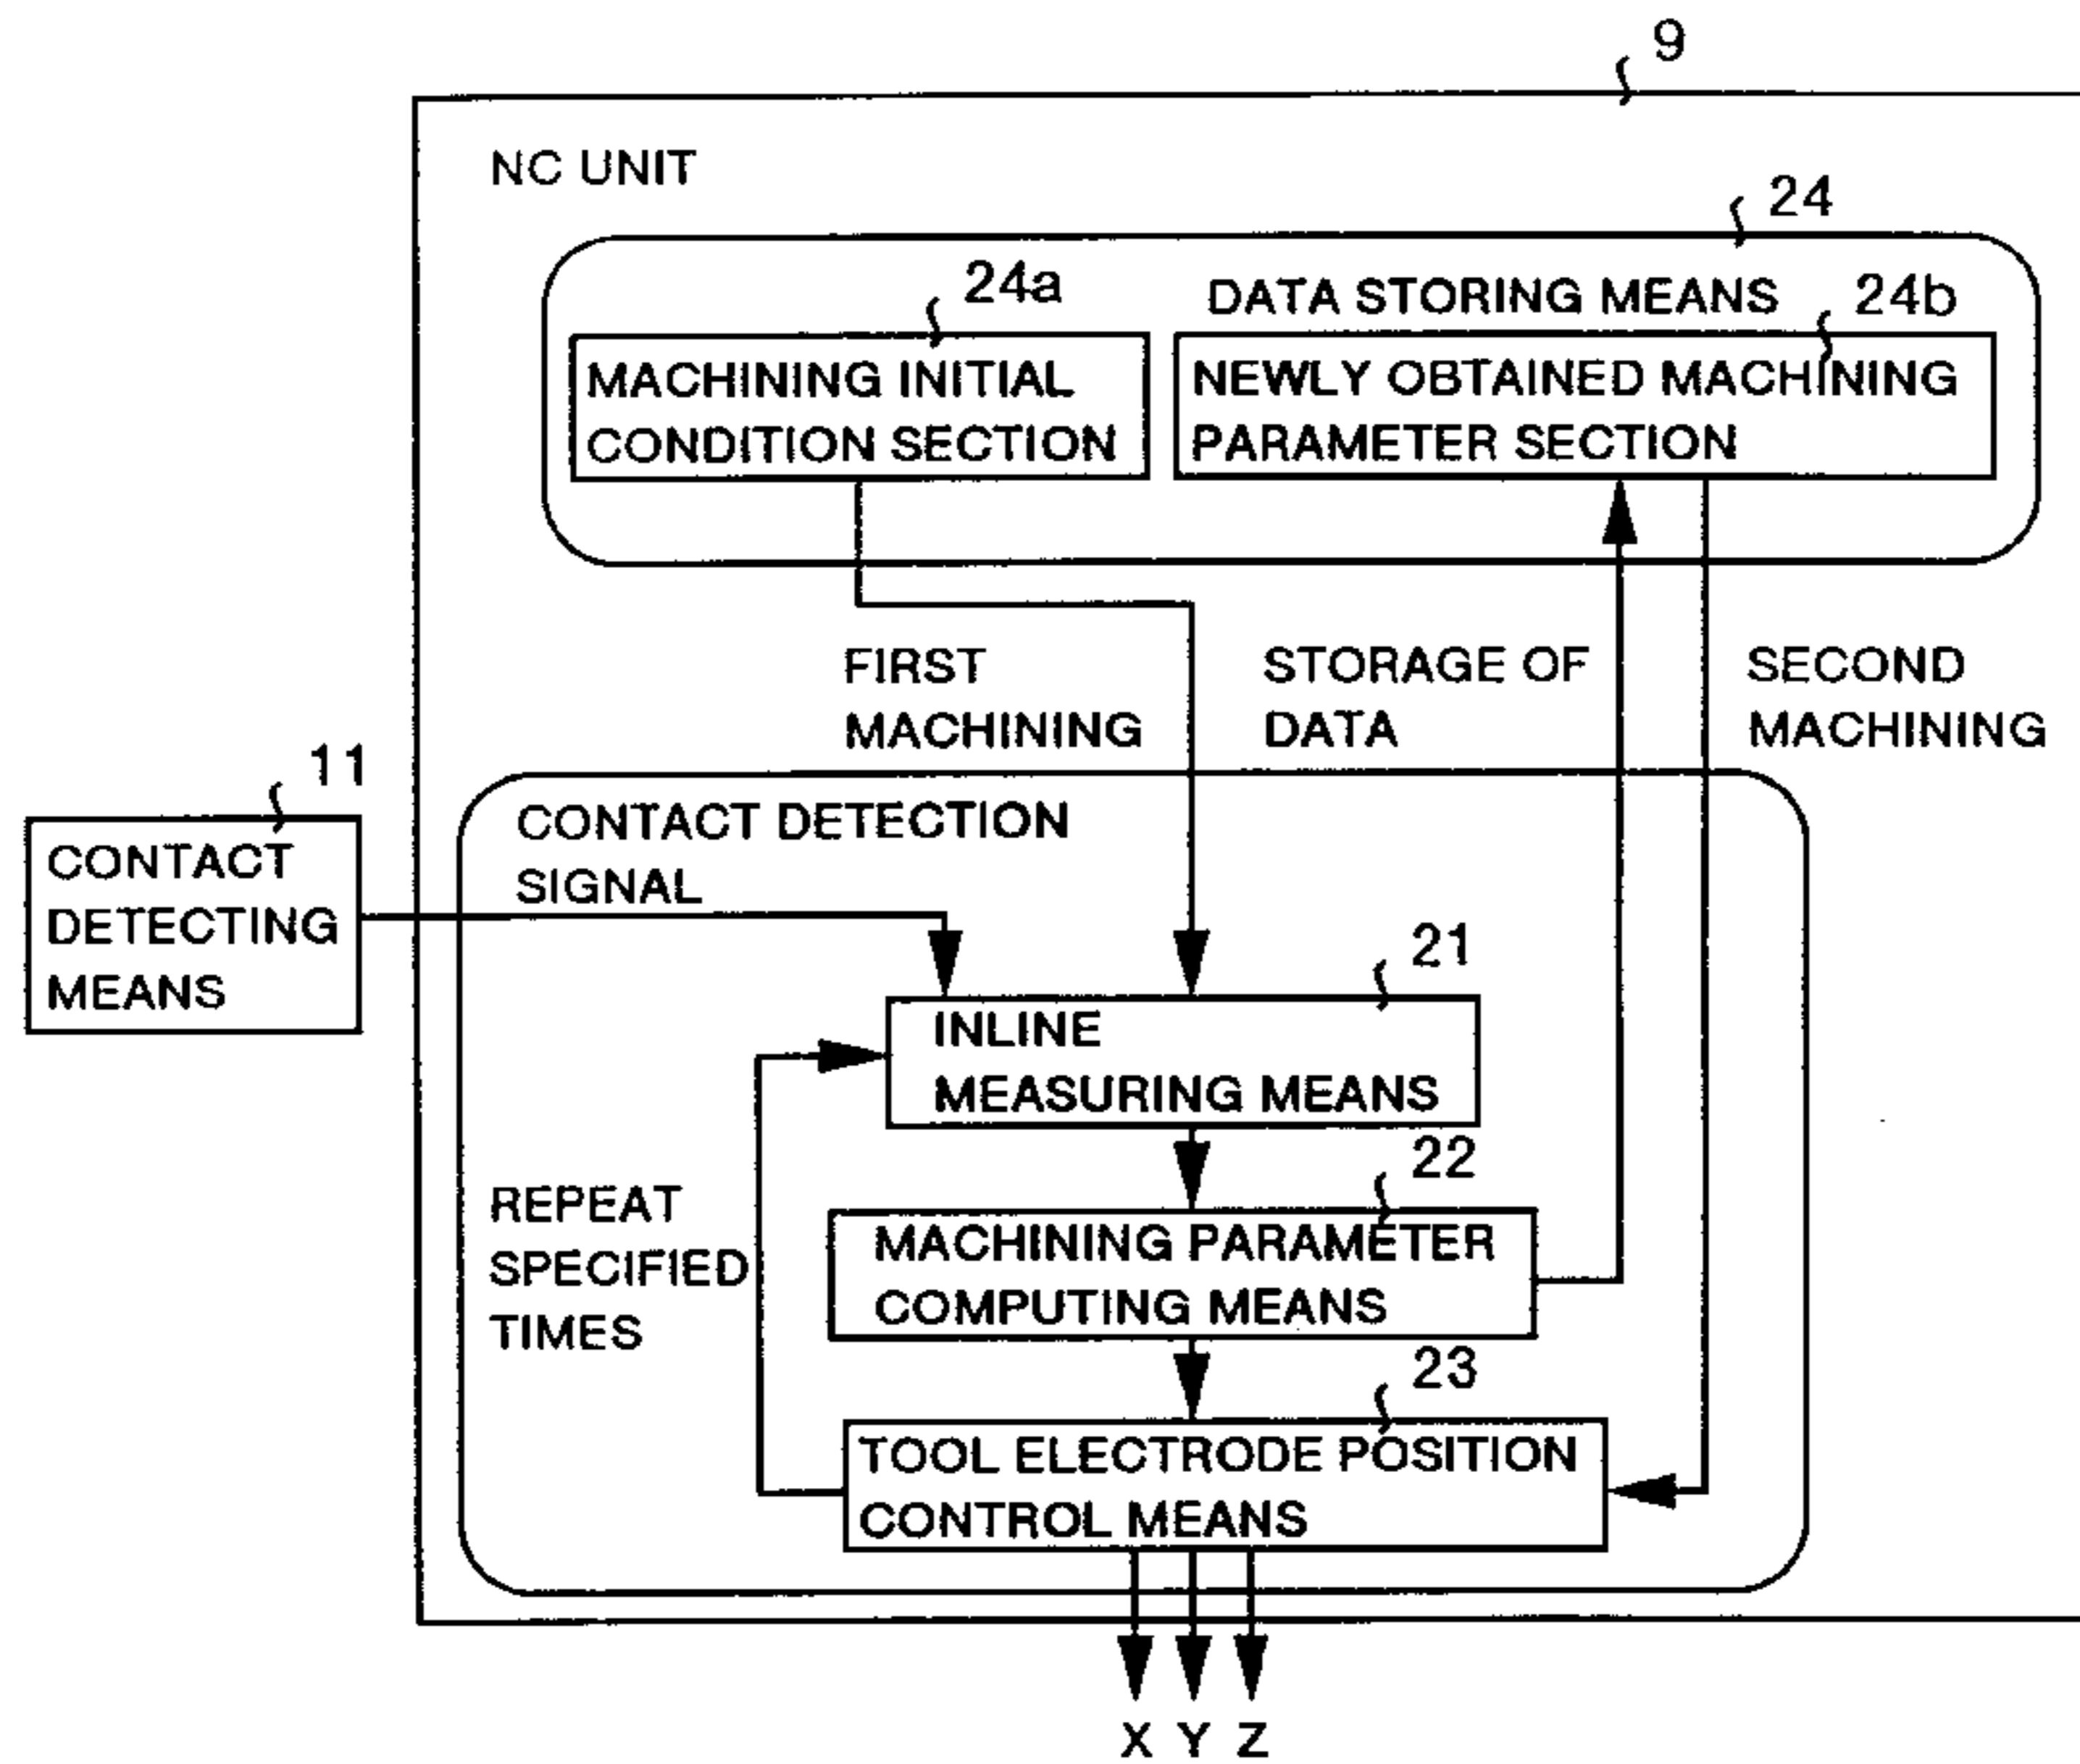 9
NC UNIT
24
24a
DATA STORING MEANS
24b
MACHINING INITIAL
CONDITION SECTION
NEWLY OBTAINED MACHINING
PARAMETER SECTION
FIRST
MACHINING
STORAGE OF
DATA
SECOND
MACHINING
11
CONTACT
DETECTING
MEANS
CONTACT DETECTION
SIGNAL
21
INLINE
MEASURING MEANS
22
REPEAT
SPECIFIED
TIMES
MACHINING PARAMETER
COMPUTING MEANS
23
TOOL ELECTRODE POSITION
CONTROL MEANS
X Y Z